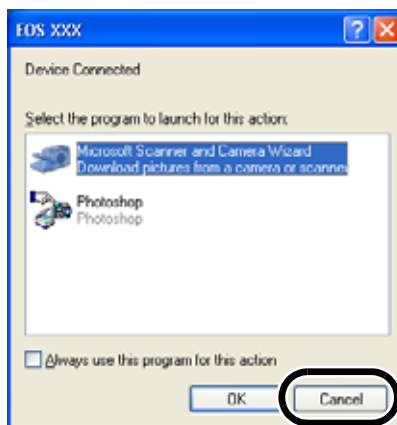 EOS XXX
Device Connected
Select the program to launch for this action:
Microsoft Scanner and Camera Wizard
Download pictures from a camera or scanner
Photoshop
Photoshop
Always use this program for this action
OK
Cancel